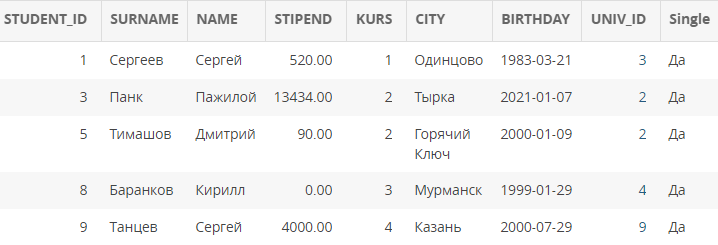 STUDENT_ID SURNAME NAME STIPEND KURS CITY BIRTHDAY UNIV_ID Single
1 Сергеев Сергей 520.00 1 Одинцово 1983-03-21 3 Да
3 Панк Пажилой 13434.00 2 Тырка 2021-01-07 2 Да
5 Тимашов Дмитрий 90.00 2 Горячий 2000-01-09 2 Да
Ключ
8 Баранков Кирилл 0.00 3 Мурманск 1999-01-29 4 Да
9 Танцев Сергей 4000.00 4 Казань 2000-07-29 9 Да